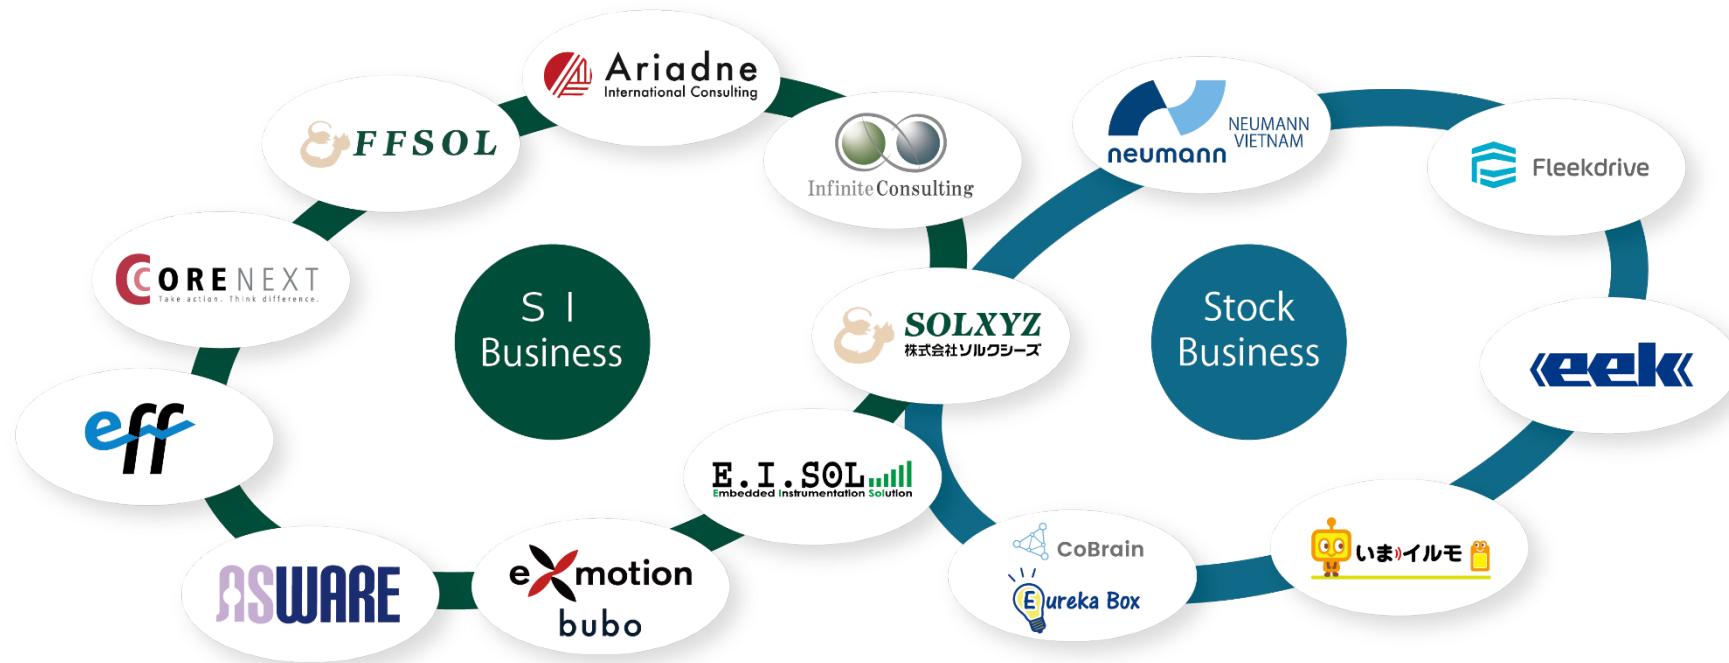 Ariadne
International Consulting
FFSOL
Infinite Consulting
CORENEXT
Take action. Think difference.
eff
ASWARE
eXmotion
bubo
E.I.SOL
Embedded Instrumentation Solution
SI
Business
SOLXYZ
株式会社ソルクシーズ
neumann
NEUMANN
VIETNAM
Fleekdrive
eek
Stock
Business
いまイルモ
CoBrain
Eureka Box